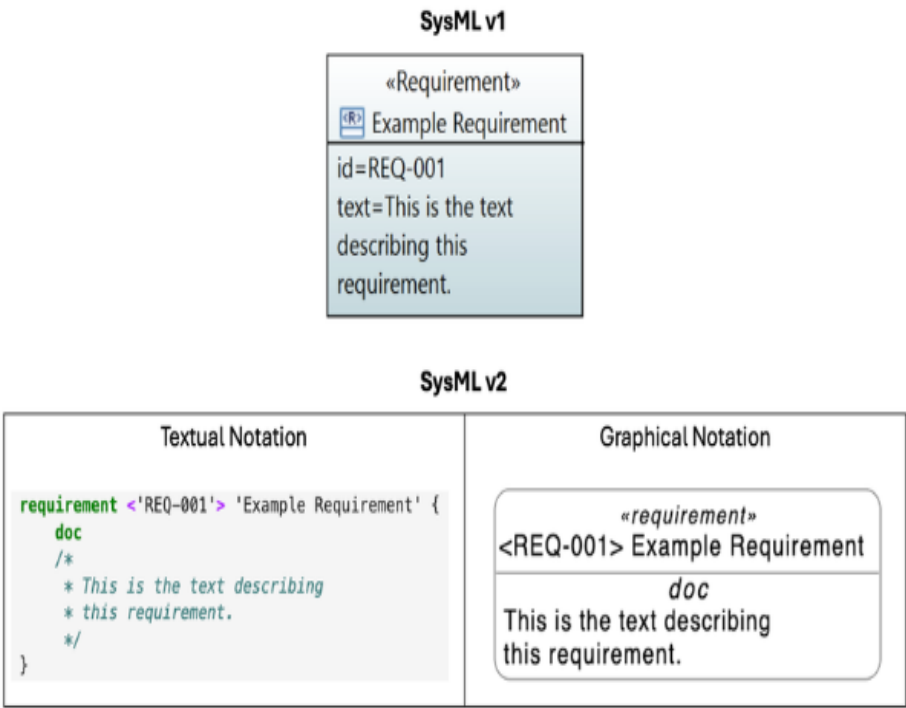 SysML v1
«Requirement»
<R> Example Requirement
id=REQ-001
text=This is the text
describing this
requirement.
SysML v2
Textual Notation
requirement <'REQ-001'> 'Example Requirement' {
doc
/*
* This is the text describing
* this requirement.
*/
}
Graphical Notation
«requirement»
<REQ-001> Example Requirement
doc
This is the text describing
this requirement.